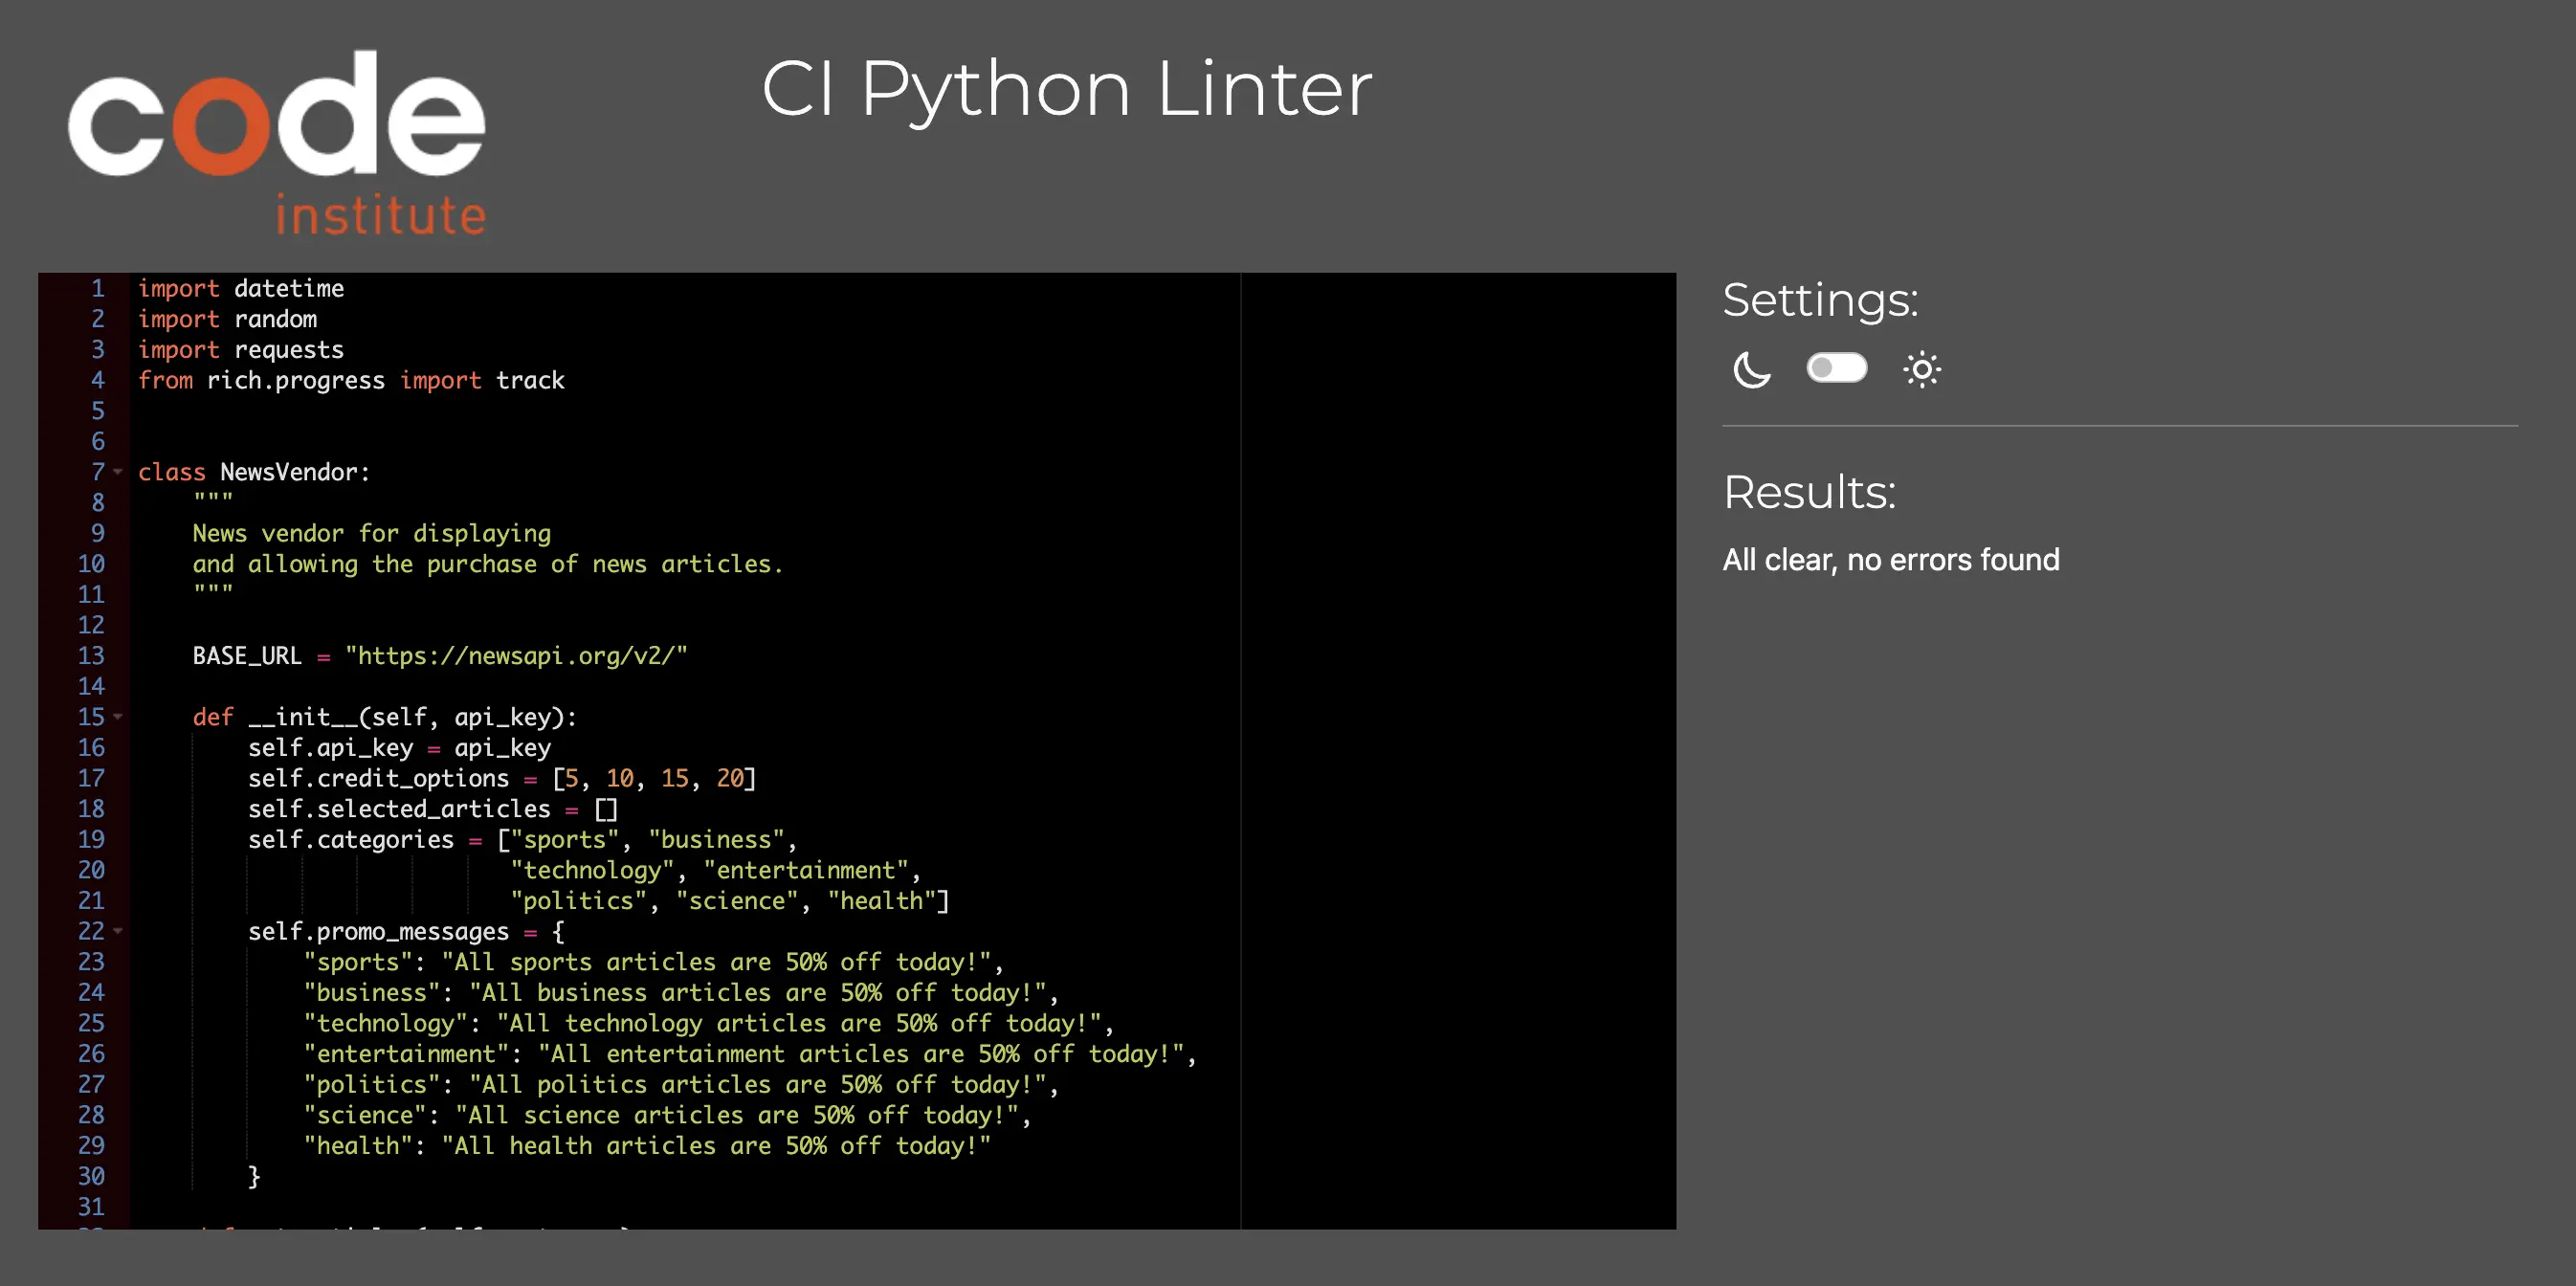 code
institute
CI Python Linter
1 import datetime
2 import random
3 import requests
4 from rich.progress import track
5
6
7 class NewsVendor:
8     """
9     News vendor for displaying
10     and allowing the purchase of news articles.
11     """
12
13     BASE_URL = "https://newsapi.org/v2/"
14
15     def __init__(self, api_key):
16         self.api_key = api_key
17         self.credit_options = [5, 10, 15, 20]
18         self.selected_articles = []
19         self.categories = ["sports", "business",
20                            "technology", "entertainment",
21                            "politics", "science", "health"]
22         self.promo_messages = {
23             "sports": "All sports articles are 50% off today!",
24             "business": "All business articles are 50% off today!",
25             "technology": "All technology articles are 50% off today!",
26             "entertainment": "All entertainment articles are 50% off today!",
27             "politics": "All politics articles are 50% off today!",
28             "science": "All science articles are 50% off today!",
29             "health": "All health articles are 50% off today!"
30         }
31
Settings:
Results:
All clear, no errors found